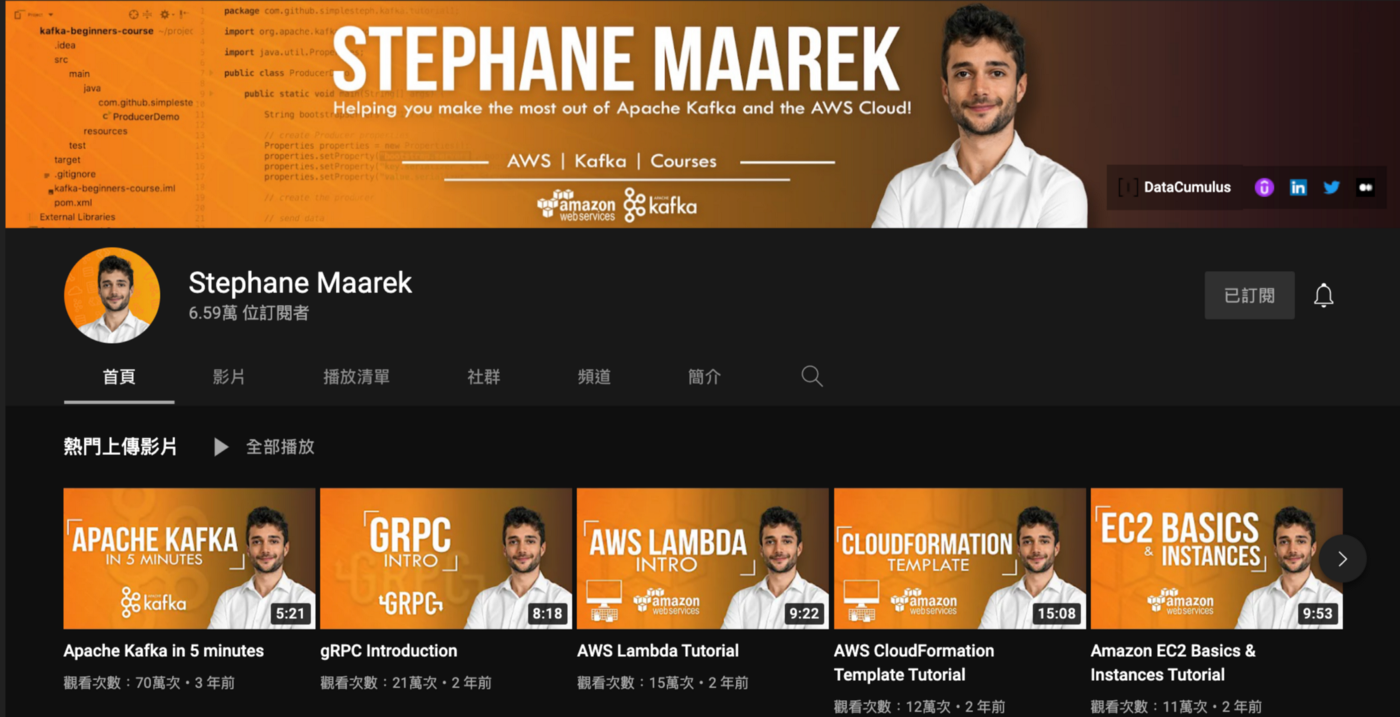 Project
kafka-beginners-course ~/projec
.idea
src
main
java
com.github.simpleste
ProducerDemo
resources
test
target
.gitignore
kafka-beginners-course.iml
pom.xml
External Libraries
package com.github.simplesteph.kafka.tutorial1;
import org.apache.kaf
import java.util.Prope
public class Producer
public static void
String bootstrap
// create Producer properties
Properties properties = new Properties
properties.setProperty(
properties.setProperty(
properties.setProperty(
// create the producer
// send data
STEPHANE MAAREK
Helping you make the most out of Apache Kafka and the AWS Cloud!
AWS | Kafka | Courses
amazon
webservices
APACHE
kafka
DataCumulus
Stephane Maarek
6.59萬 位訂閱者
已訂閱
首頁 影片 播放清單 社群 頻道 簡介
熱門上傳影片 全部播放
APACHE KAFKA
IN 5 MINUTES
kafka
5:21
GRPC
INTRO
GRPC
8:18
AWS LAMBDA
INTRO
amazon
webservices
9:22
CLOUDFORMATION
TEMPLATE
amazon
webservices
15:08
EC2 BASICS
& INSTANCES
amazon
webservices
9:53
Apache Kafka in 5 minutes
觀看次數：70萬次・3 年前
gRPC Introduction
觀看次數：21萬次・2 年前
AWS Lambda Tutorial
觀看次數：15萬次・2 年前
AWS CloudFormation
Template Tutorial
觀看次數：12萬次・2 年前
Amazon EC2 Basics &
Instances Tutorial
觀看次數：11萬次・2 年前